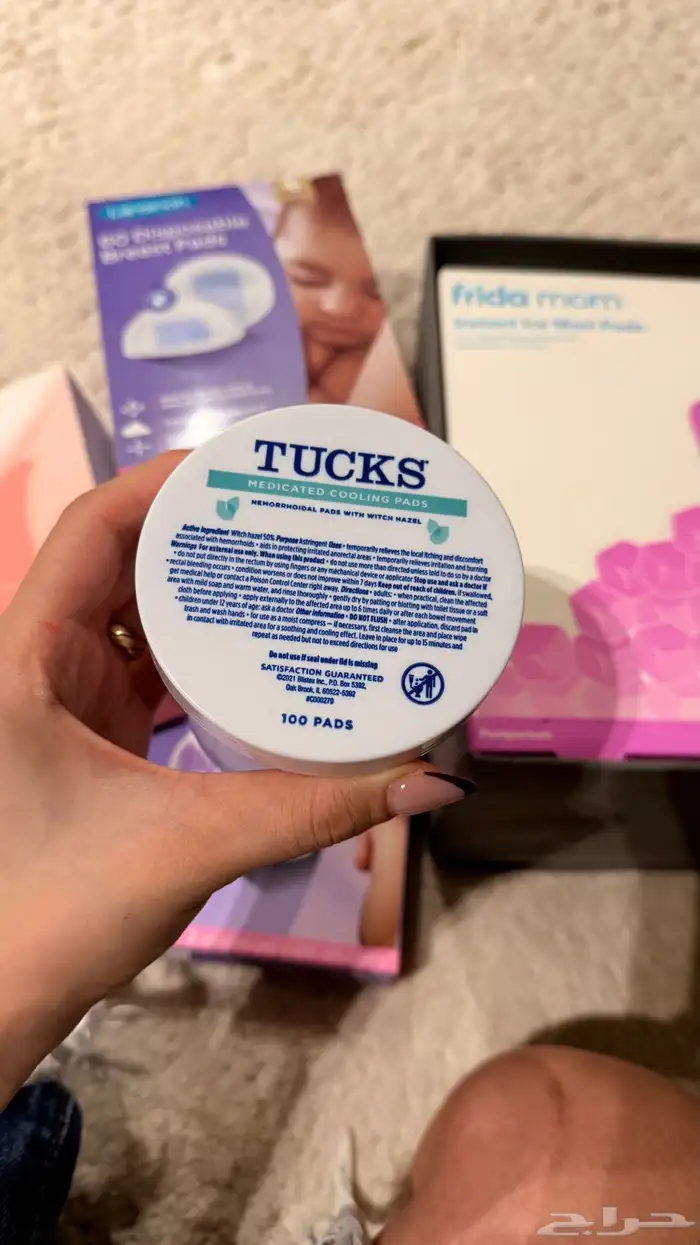 LANSINOH
60 Disposable
Breast Pads
frida mom
Instant Ice Maxi Pads
TUCKS
MEDICATED COOLING PADS
HEMORRHOIDAL PADS WITH WITCH HAZEL
Active Ingredient Witch hazel 50% Purpose Astringent Uses • temporarily relieves the local itching and discomfort
associated with hemorrhoids • aids in protecting irritated anorectal areas • temporarily relieves irritation and burning
Warnings For external use only. When using this product • do not use more than directed unless told to do so by a doctor
• do not put directly in the rectum by using fingers or any mechanical device or applicator Stop use and ask a doctor if
• rectal bleeding occurs • condition worsens or does not improve within 7 days Keep out of reach of children. If swallowed,
get medical help or contact a Poison Control Center right away. Directions • adults: • when practical, clean the affected
area with mild soap and warm water, and rinse thoroughly • gently dry by patting or blotting with toilet tissue or a soft
cloth before applying • apply externally to the affected area up to 6 times daily or after each bowel movement
• children under 12 years of age: ask a doctor Other information • DO NOT FLUSH • after application, discard pad in
trash and wash hands • for use as a moist compress – if necessary, first cleanse the area and place wipe
in contact with irritated area for a soothing and cooling effect. Leave in place for up to 15 minutes and
repeat as needed but not to exceed directions for use
Do not use if seal under lid is missing
SATISFACTION GUARANTEED
©2021 Blistex Inc., P.O. Box 5392,
Oak Brook, IL 60522-5392
#C000279
100 PADS
حراج